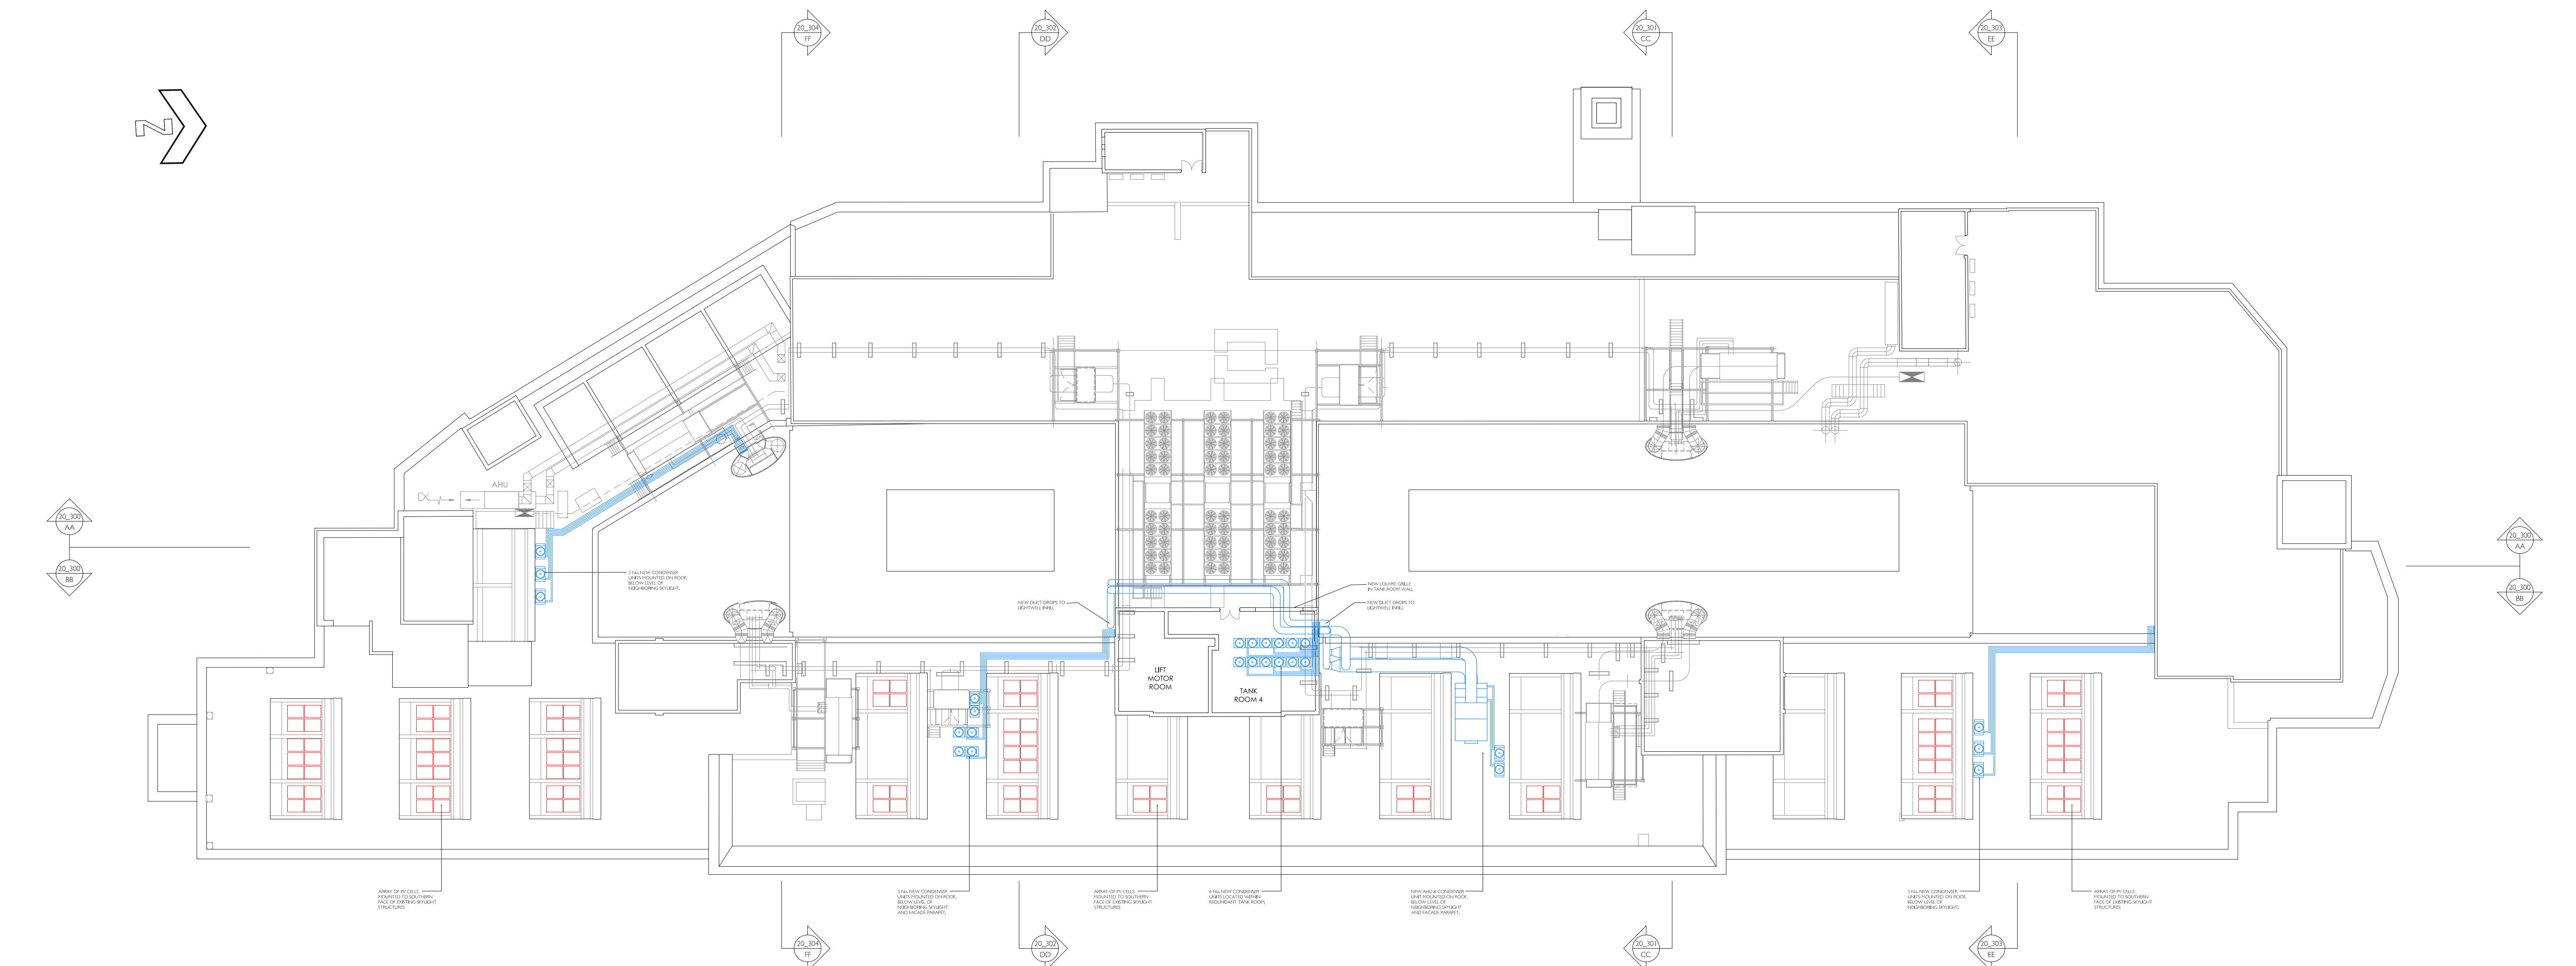 20_304
FF
20_302
DD
20_301
CC
20_303
EE
N
AHU
20_300
AA
20_300
BB
20_300
AA
20_300
BB
3 No, NEW CONDENSER
UNITS MOUNTED ON ROOF,
BELOW LEVEL OF
NEIGHBORING SKYLIGHT,
NEW DUCT DROPS TO
LIGHTWELL INFILL
NEW LOUVRE GRILLE
IN TANK ROOM WALL
NEW DUCT DROPS TO
LIGHTWELL INFILL
LIFT
MOTOR
ROOM
TANK
ROOM 4
ARRAY OF PV CELLS
MOUNTED TO SOUTHERN
FACE OF EXISTING SKYLIGHT
STRUCTURES
3 No, NEW CONDENSER
UNITS MOUNTED ON ROOF,
BELOW LEVEL OF
NEIGHBORING SKYLIGHT
AND FACADE PARAPET,
ARRAY OF PV CELLS
MOUNTED TO SOUTHERN
FACE OF EXISTING SKYLIGHT
STRUCTURES
6 No, NEW CONDENSER
UNITS LOCATED WITHIN
REDUNDANT TANK ROOM,
NEW AHU & CONDENSER
UNIT MOUNTED ON ROOF,
BELOW LEVEL OF
NEIGHBORING SKYLIGHT
AND FACADE PARAPET,
3 No, NEW CONDENSER
UNITS MOUNTED ON ROOF,
BELOW LEVEL OF
NEIGHBORING SKYLIGHT,
ARRAY OF PV CELLS
MOUNTED TO SOUTHERN
FACE OF EXISTING SKYLIGHT
STRUCTURES
20_304
FF
20_302
DD
20_301
CC
20_303
EE